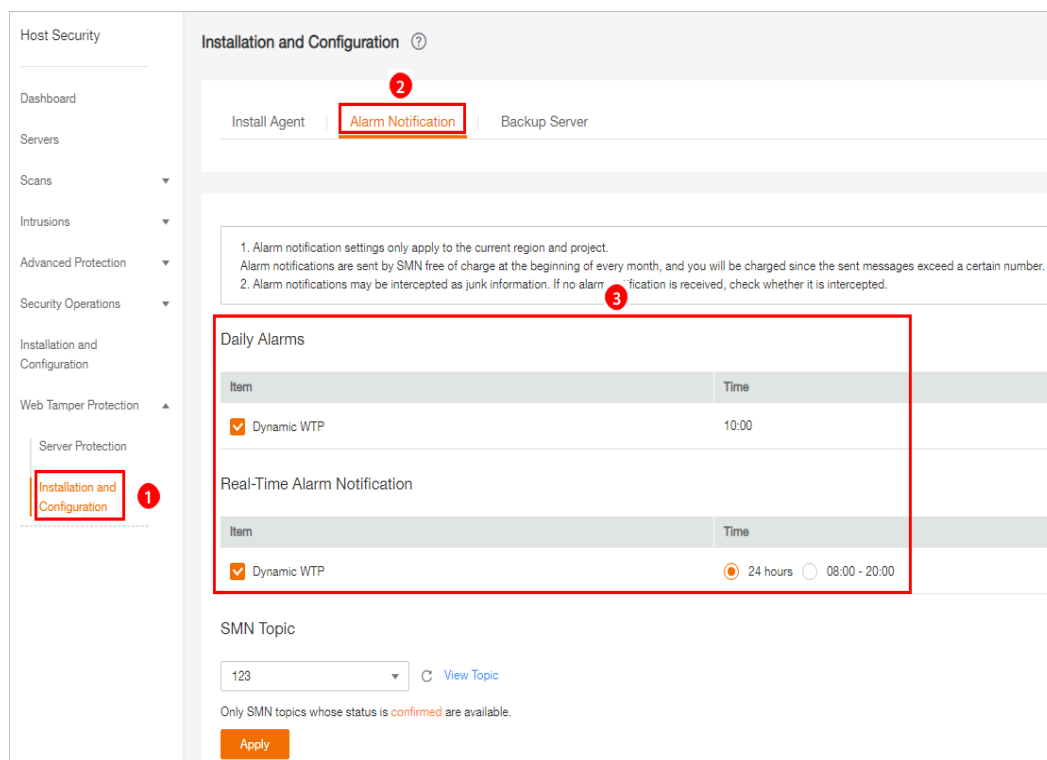 Host Security
Installation and Configuration ?
2
Dashboard
Install Agent Alarm Notification Backup Server
Servers
Scans
Intrusions
Advanced Protection
Security Operations
Installation and
Configuration
Web Tamper Protection
Server Protection
Installation and
Configuration
1
1. Alarm notification settings only apply to the current region and project.
Alarm notifications are sent by SMN free of charge at the beginning of every month, and you will be charged since the sent messages exceed a certain number.
2. Alarm notifications may be intercepted as junk information. If no alarm fication is received, check whether it is intercepted.
3
Daily Alarms
Item Time
Dynamic WTP 10:00
Real-Time Alarm Notification
Item Time
Dynamic WTP 24 hours 08:00 - 20:00
SMN Topic
123 View Topic
Only SMN topics whose status is confirmed are available.
Apply